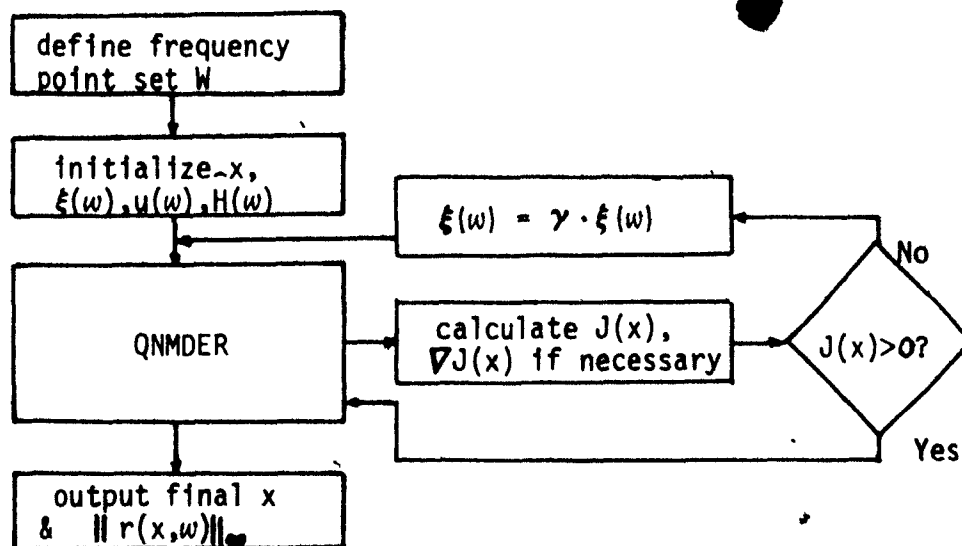 define frequency
point set W
initialize x,
ξ(w),u(w),H(w)
ξ(w) = γ · ξ(w)
No
QNMDER
calculate J(x),
∇J(x) if necessary
J(x)>0?
Yes
output final x
& ‖r(x,w)‖